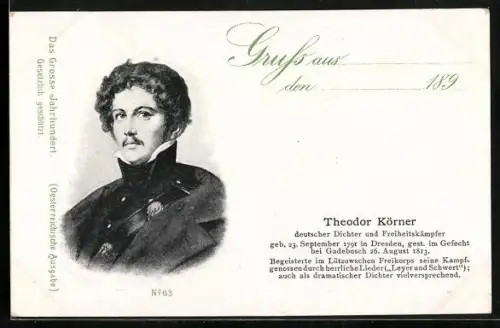 Das Grosse Jahrhundert. (Oesterreichische Ausgabe)
Gesetzlich geschützt.
Gruss aus
den 189
Theodor Körner
deutscher Dichter und Freiheitskämpfer
geb. 23. September 1791 in Dresden, gest. im Gefecht
bei Gadebusch 26. August 1813.
Begeisterte im Lützowschen Freikorps seine Kampf-
genossen durch herrliche Lieder („Leyer und Schwert“);
auch als dramatischer Dichter vielversprechend.
No 63